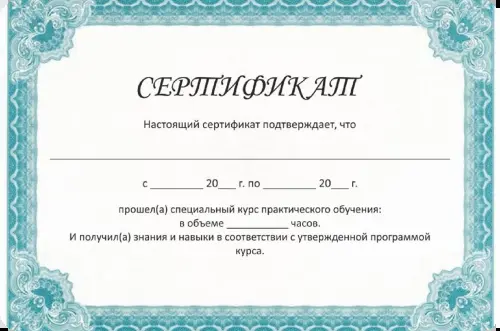 СЕРТИФИКАТ
Настоящий сертификат подтверждает, что
с _________ 20___ г. по _________ 20___ г.
прошел(а) специальный курс практического обучения:
в объеме ___________ часов.
И получил(а) знания и навыки в соответствии с утвержденной программой
курса.